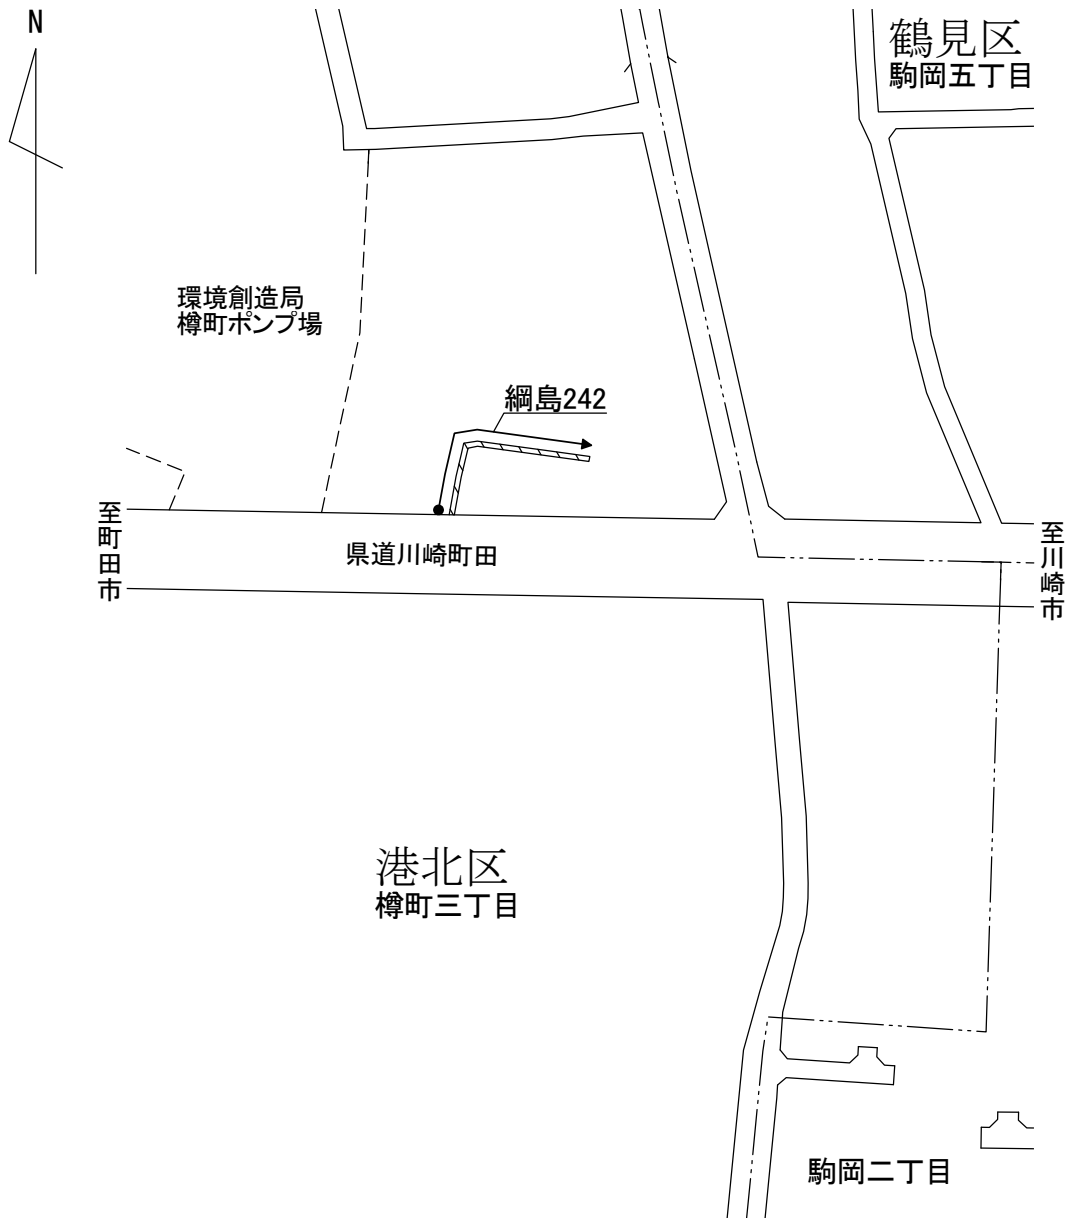 N
鶴見区
駒岡五丁目
環境創造局
樽町ポンプ場
綱島242
至町田市
県道川崎町田
至川崎市
港北区
樽町三丁目
駒岡二丁目